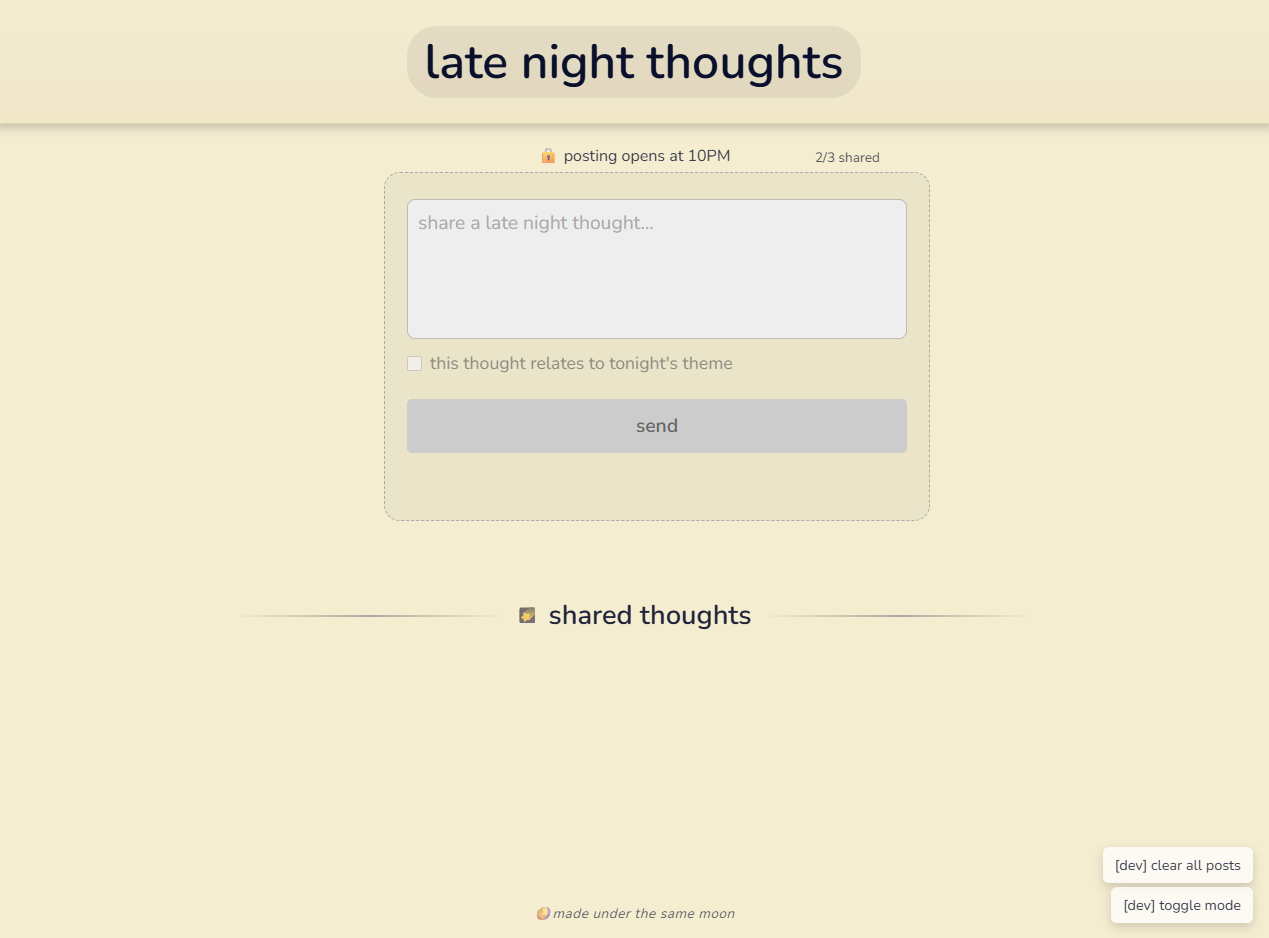 late night thoughts
🔒 posting opens at 10PM
2/3 shared
share a late night thought...
this thought relates to tonight's theme
send
shared thoughts
made under the same moon
[dev] clear all posts
[dev] toggle mode